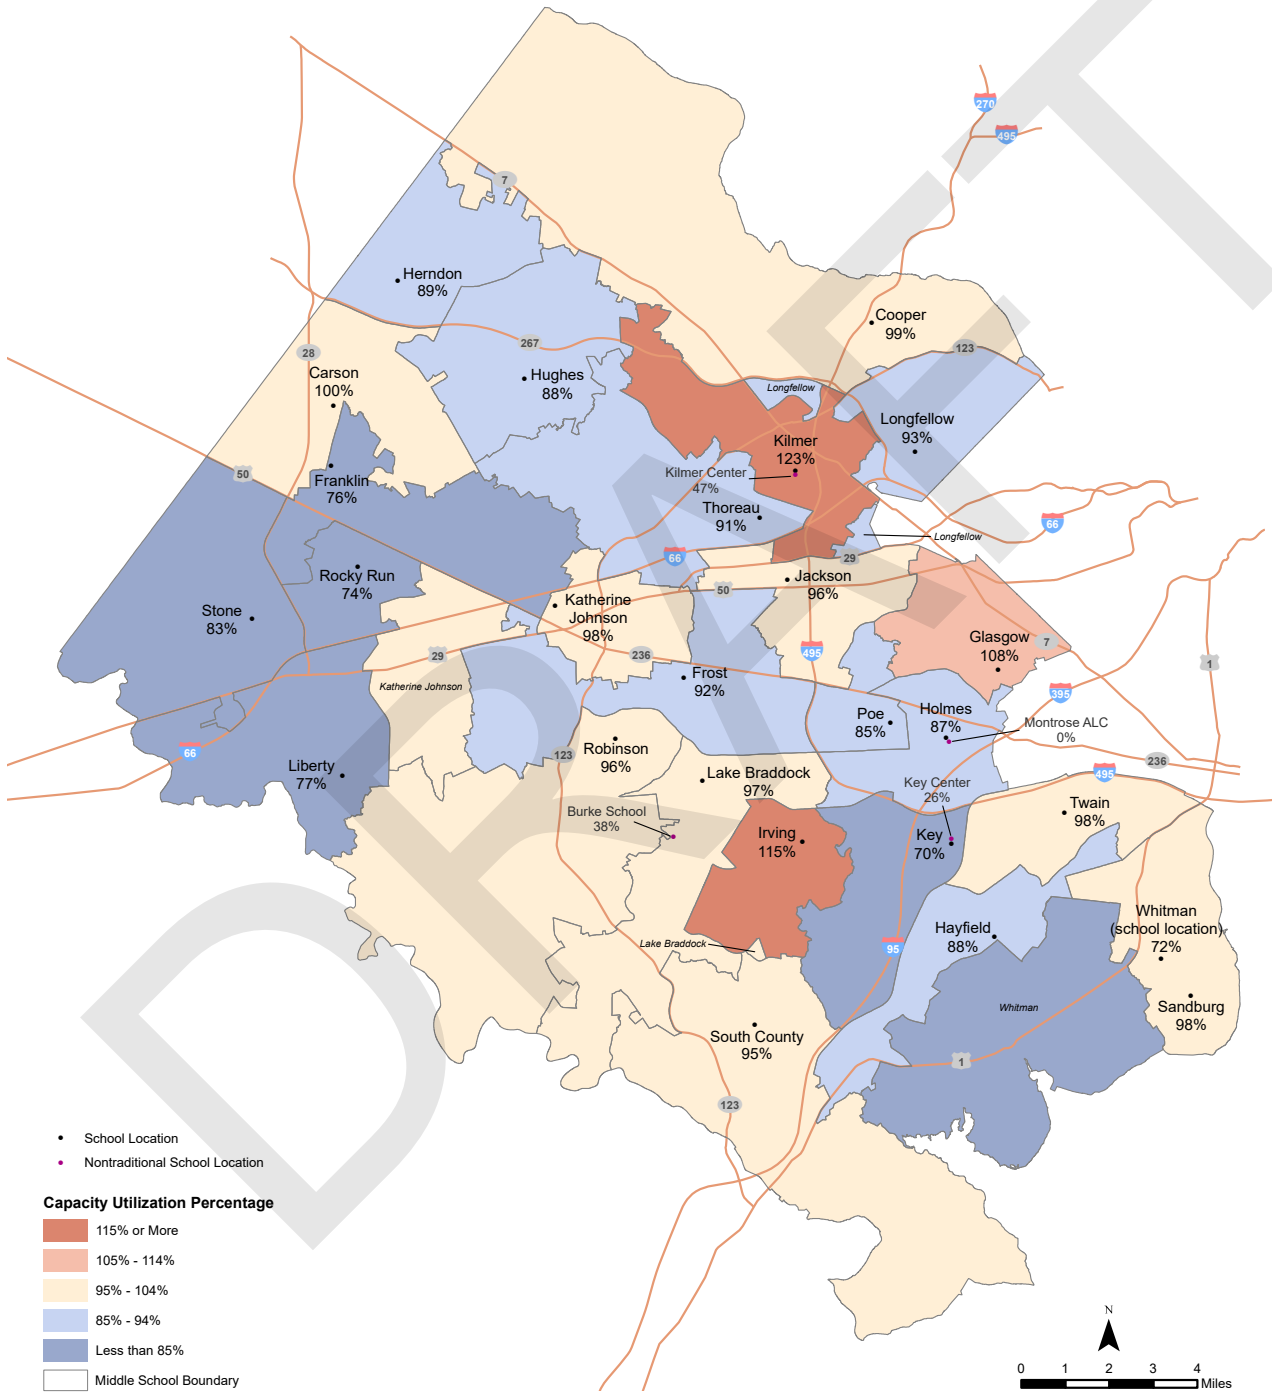 270
495
7
Herndon
89%
Cooper
99%
267
123
28
Carson
100%
Hughes
88%
Longfellow
Longfellow
93%
Kilmer
123%
50
Franklin
76%
Kilmer Center
47%
Thoreau
91%
66
Longfellow
66
29
Rocky Run
74%
Jackson
96%
50
Katherine
Johnson
98%
Stone
83%
Glasgow
108%
7
495
236
29
1
Frost
92%
Katherine Johnson
395
Poe
85%
Holmes
87%
Montrose ALC
0%
66
Robinson
96%
123
236
Liberty
77%
Lake Braddock
97%
495
Key Center
26%
Burke School
38%
Twain
98%
Irving
115%
Key
70%
Whitman
(school location)
72%
Hayfield
88%
Lake Braddock
95
Whitman
Sandburg
98%
South County
95%
1
123
School Location
Nontraditional School Location
Capacity Utilization Percentage
115% or More
105% - 114%
95% - 104%
85% - 94%
Less than 85%
Middle School Boundary
N
0 1 2 3 4
Miles
DRAFT